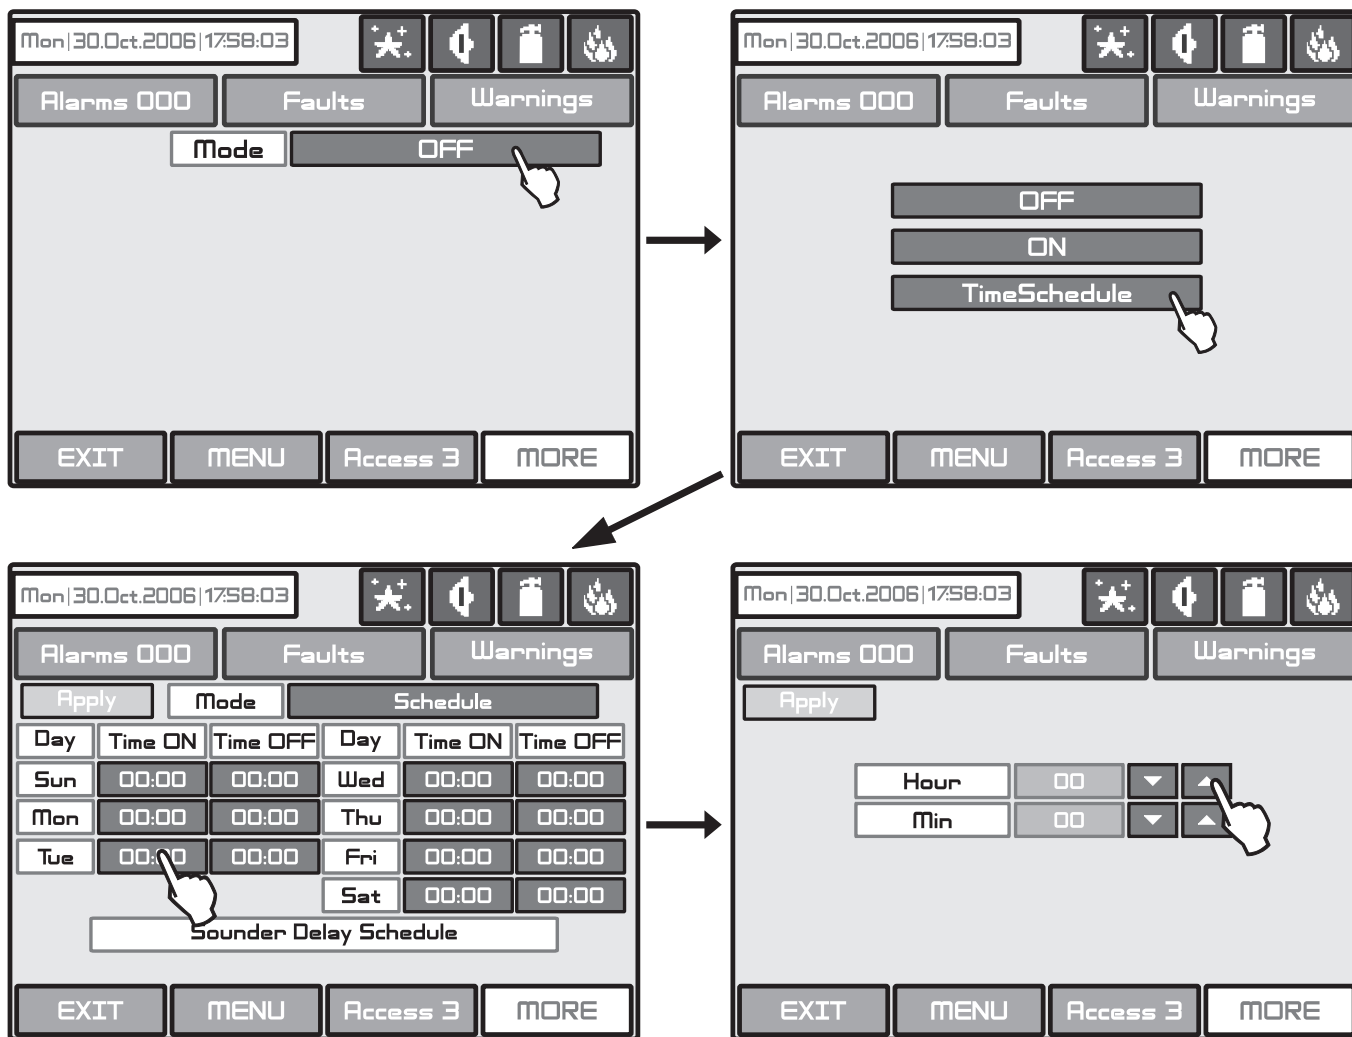 Mon|30.Oct.2006|17:58:03
Alarms 000 Faults Warnings
Mode OFF
EXIT MENU Access 3 MORE
Mon|30.Oct.2006|17:58:03
Alarms 000 Faults Warnings
OFF
ON
TimeSchedule
EXIT MENU Access 3 MORE
Mon|30.Oct.2006|17:58:03
Alarms 000 Faults Warnings
Apply Mode Schedule
Day Time ON Time OFF Day Time ON Time OFF
Sun 00:00 00:00 Wed 00:00 00:00
Mon 00:00 00:00 Thu 00:00 00:00
Tue 00:00 00:00 Fri 00:00 00:00
Sat 00:00 00:00
Sounder Delay Schedule
EXIT MENU Access 3 MORE
Mon|30.Oct.2006|17:58:03
Alarms 000 Faults Warnings
Apply
Hour 00
Min 00
EXIT MENU Access 3 MORE